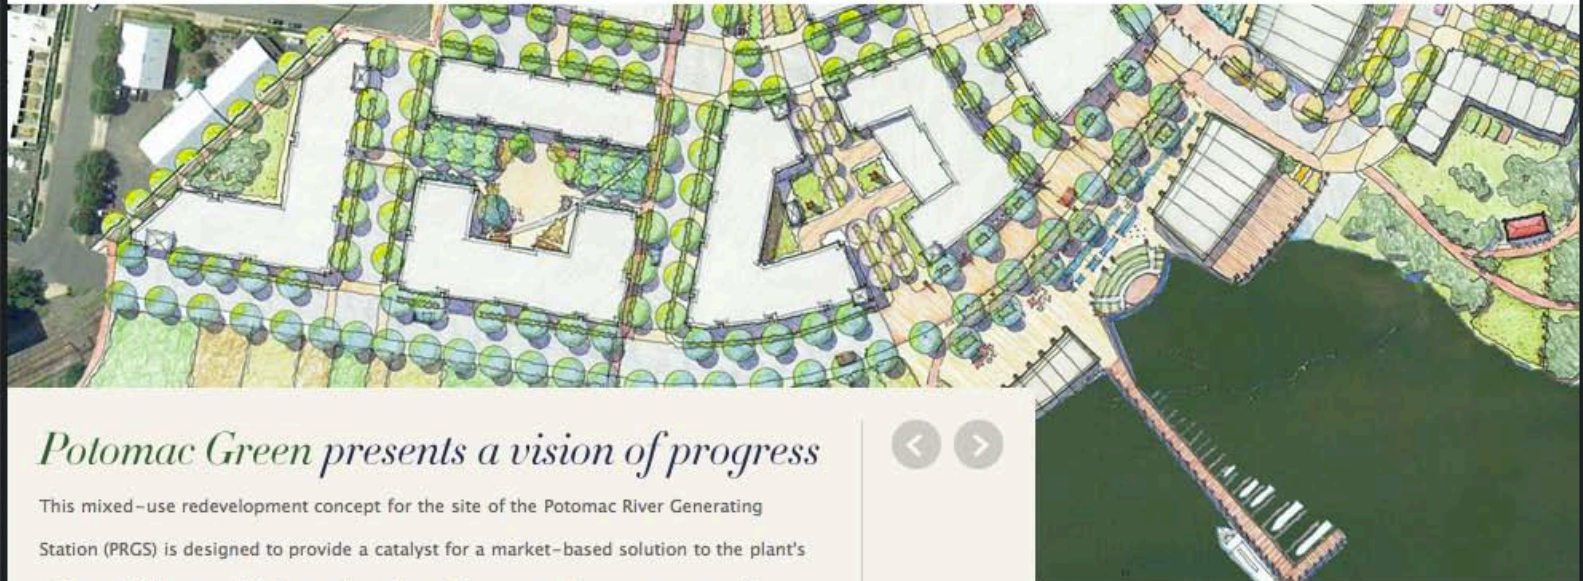 Potomac Green presents a vision of progress
This mixed-use redevelopment concept for the site of the Potomac River Generating
Station (PRGS) is designed to provide a catalyst for a market-based solution to the plant's